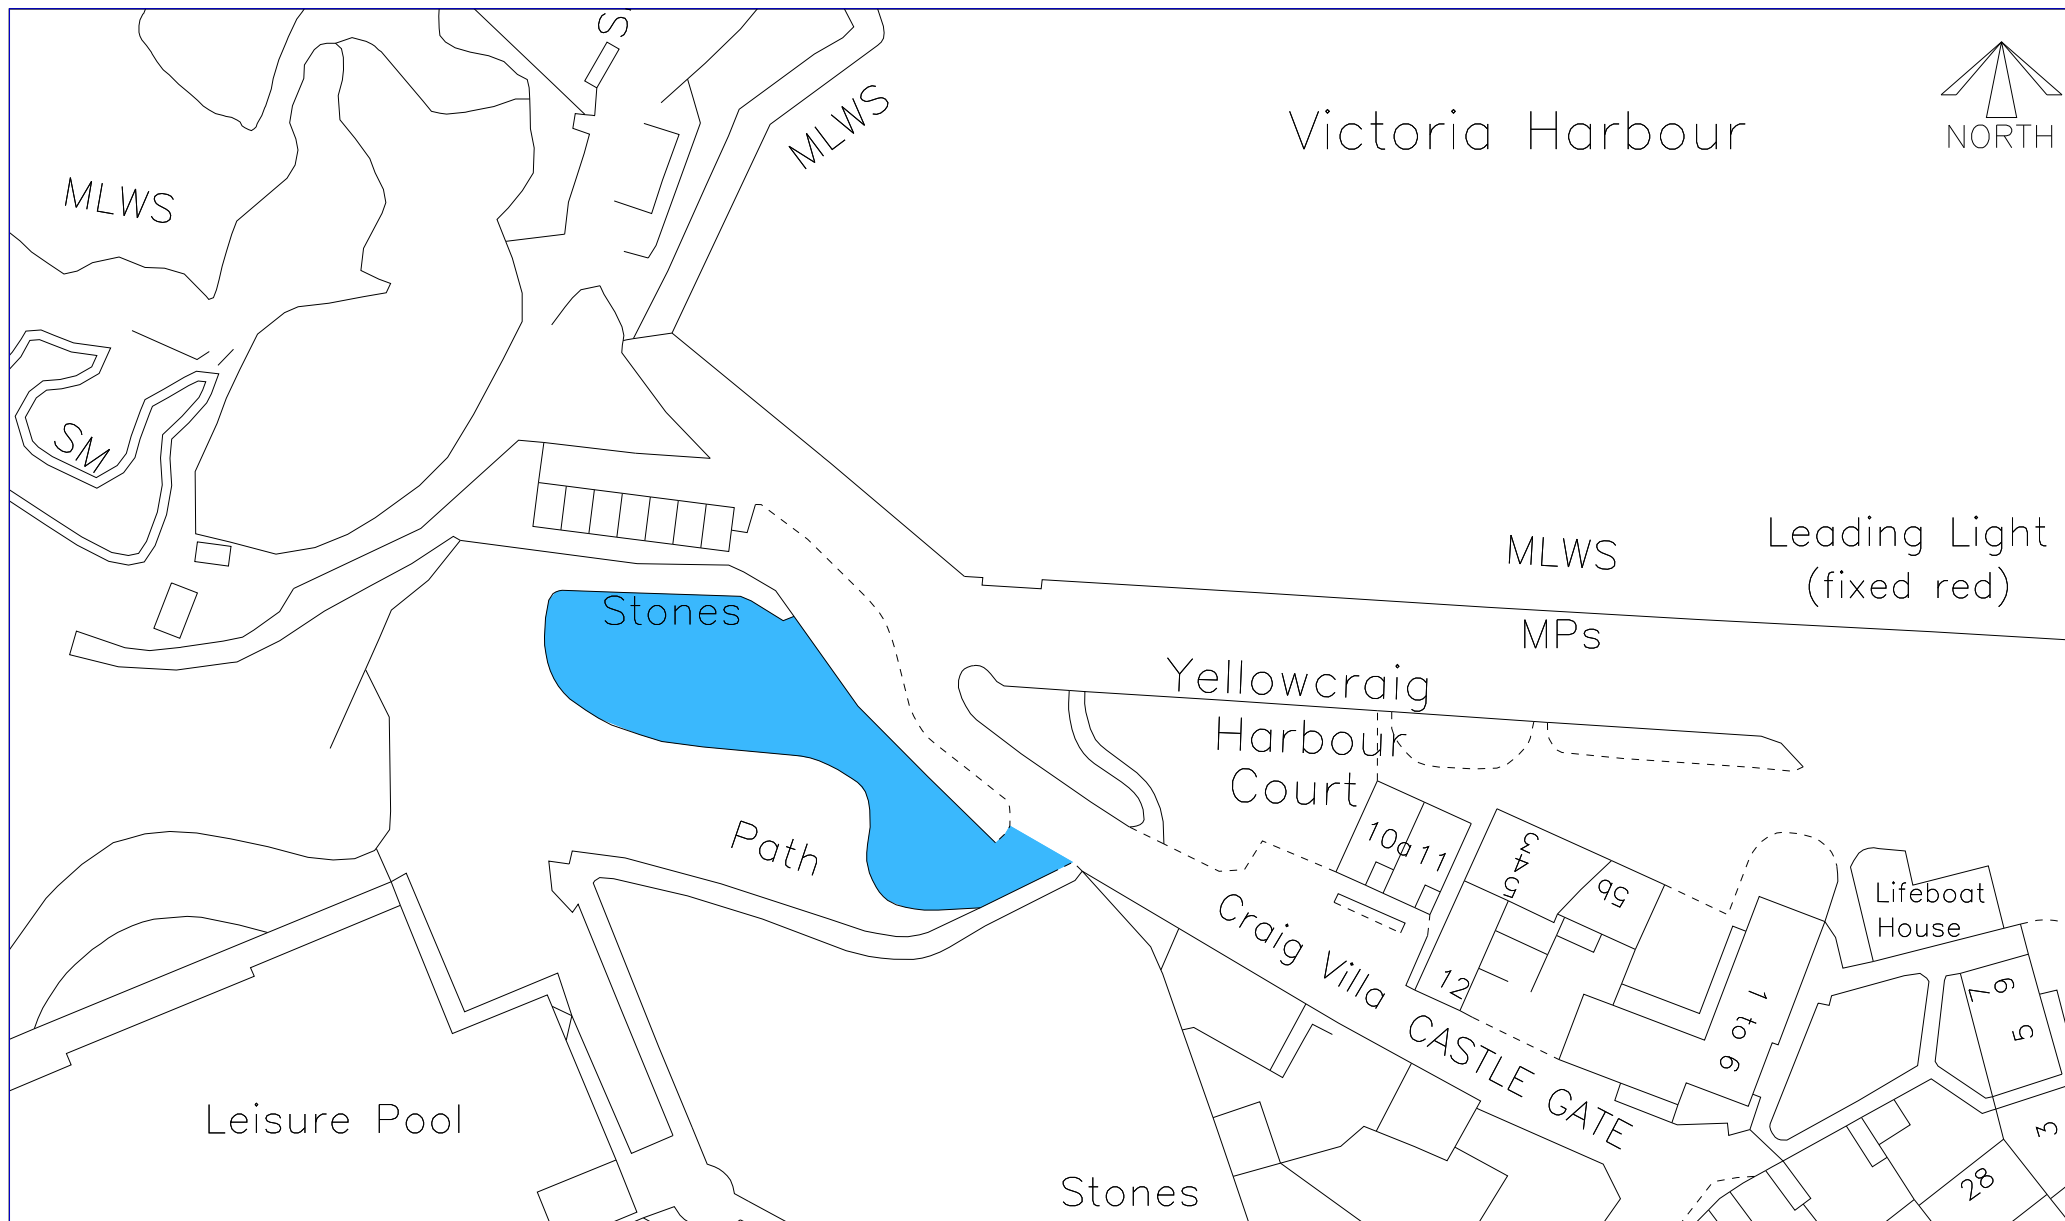 S
MLWS
Victoria Harbour
NORTH
MLWS
SM
MLWS
Leading Light
(fixed red)
MPs
Stones
Yellowcraig
Harbour
Court
Path
10a
11
3
4
5
5b
Lifeboat
House
Craig Villa
12
1 to 6
7
6
5
CASTLE GATE
Leisure Pool
3
Stones
28